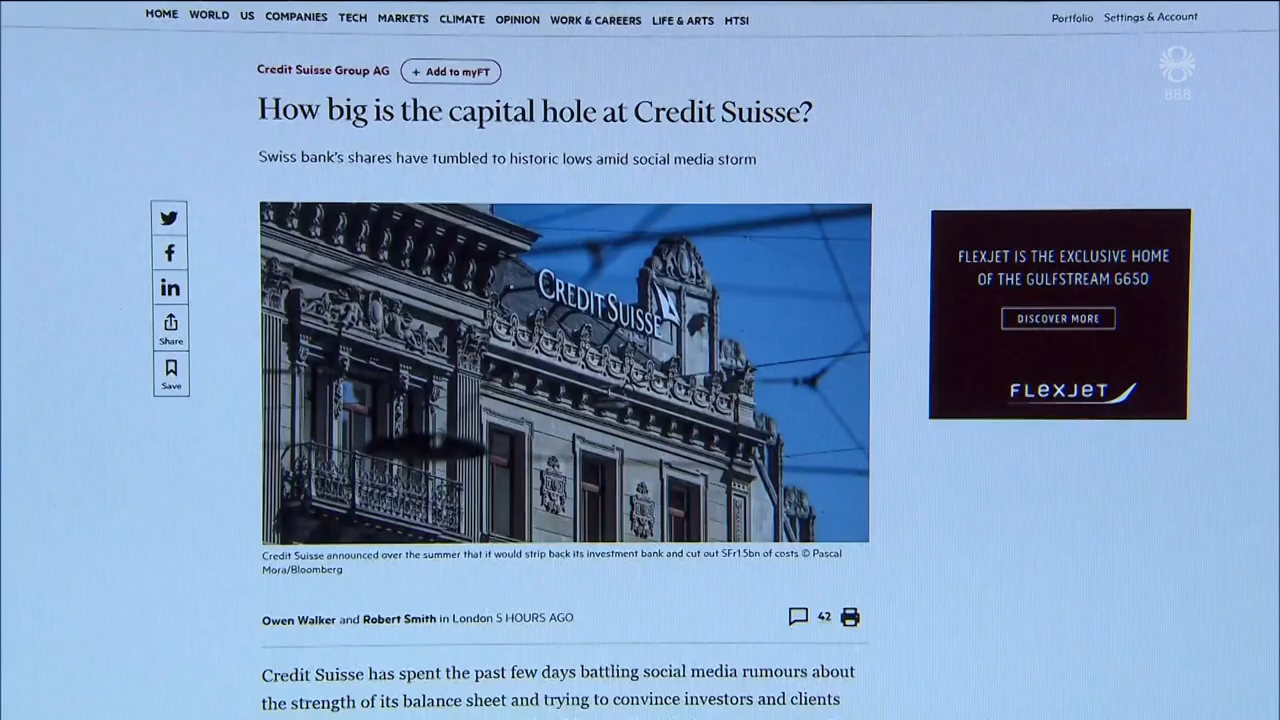 HOME WORLD US COMPANIES TECH MARKETS CLIMATE OPINION WORK & CAREERS LIFE & ARTS HTSI
Portfolio Settings & Account
888
Credit Suisse Group AG + Add to myFT
How big is the capital hole at Credit Suisse?
Swiss bank's shares have tumbled to historic lows amid social media storm
f
in
Share
Save
CREDIT SUISSE
FLEXJET IS THE EXCLUSIVE HOME
OF THE GULFSTREAM G650
DISCOVER MORE
FLEXJET
Credit Suisse announced over the summer that it would strip back its investment bank and cut out SFr1.5bn of costs © Pascal
Mora/Bloomberg
Owen Walker and Robert Smith in London 5 HOURS AGO
42
Credit Suisse has spent the past few days battling social media rumours about
the strength of its balance sheet and trying to convince investors and clients